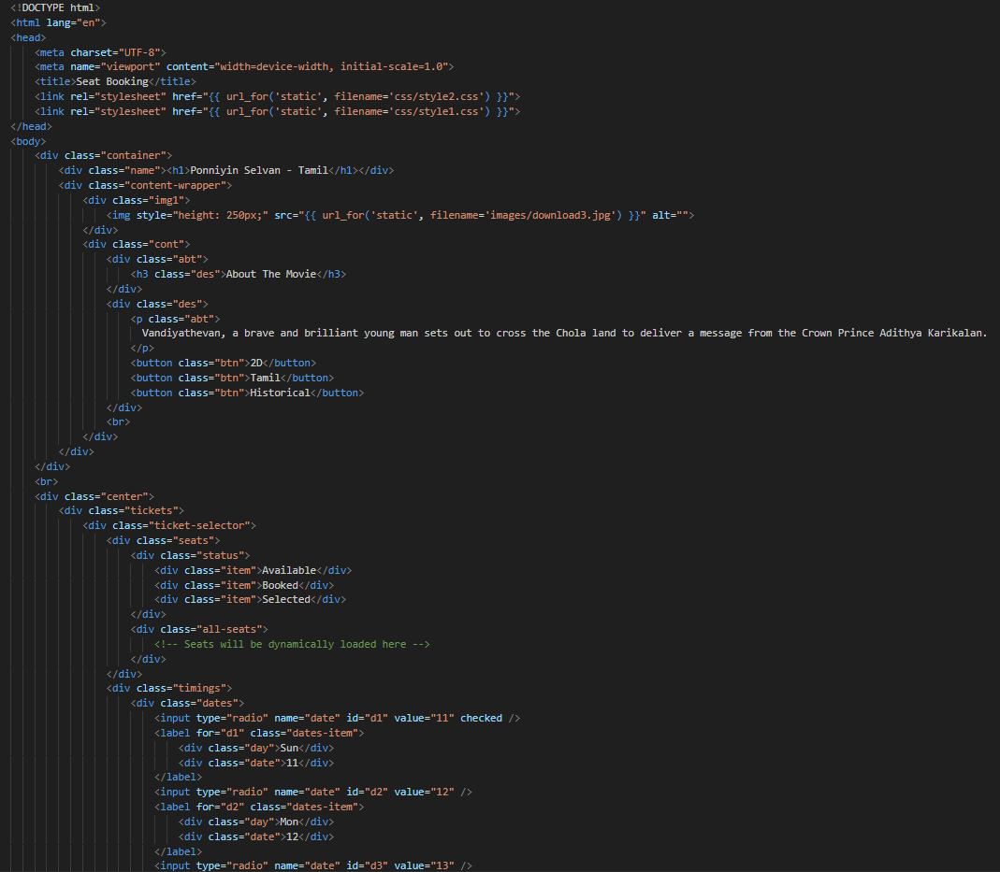 <!DOCTYPE html>
<html lang="en">
<head>
    <meta charset="UTF-8">
    <meta name="viewport" content="width=device-width, initial-scale=1.0">
    <title>Seat Booking</title>
    <link rel="stylesheet" href="{{ url_for('static', filename='css/style2.css') }}">
    <link rel="stylesheet" href="{{ url_for('static', filename='css/style1.css') }}">
</head>
<body>
    <div class="container">
        <div class="name"><h1>Ponniyin Selvan - Tamil</h1></div>
        <div class="content-wrapper">
            <div class="img1">
                <img style="height: 250px;" src="{{ url_for('static', filename='images/download3.jpg') }}" alt="">
            </div>
            <div class="cont">
                <div class="abt">
                    <h3 class="des">About The Movie</h3>
                </div>
                <div class="des">
                    <p class="abt">
                      Vandiyathevan, a brave and brilliant young man sets out to cross the Chola land to deliver a message from the Crown Prince Adithya Karikalan.
                    </p>
                    <button class="btn">2D</button>
                    <button class="btn">Tamil</button>
                    <button class="btn">Historical</button>
                </div>
                <br>
            </div>
        </div>
    </div>
    <br>
    <div class="center">
        <div class="tickets">
            <div class="ticket-selector">
                <div class="seats">
                    <div class="status">
                        <div class="item">Available</div>
                        <div class="item">Booked</div>
                        <div class="item">Selected</div>
                    </div>
                    <div class="all-seats">
                        <!-- Seats will be dynamically loaded here -->
                    </div>
                </div>
                <div class="timings">
                    <div class="dates">
                        <input type="radio" name="date" id="d1" value="11" checked />
                        <label for="d1" class="dates-item">
                            <div class="day">Sun</div>
                            <div class="date">11</div>
                        </label>
                        <input type="radio" name="date" id="d2" value="12" />
                        <label for="d2" class="dates-item">
                            <div class="day">Mon</div>
                            <div class="date">12</div>
                        </label>
                        <input type="radio" name="date" id="d3" value="13" />